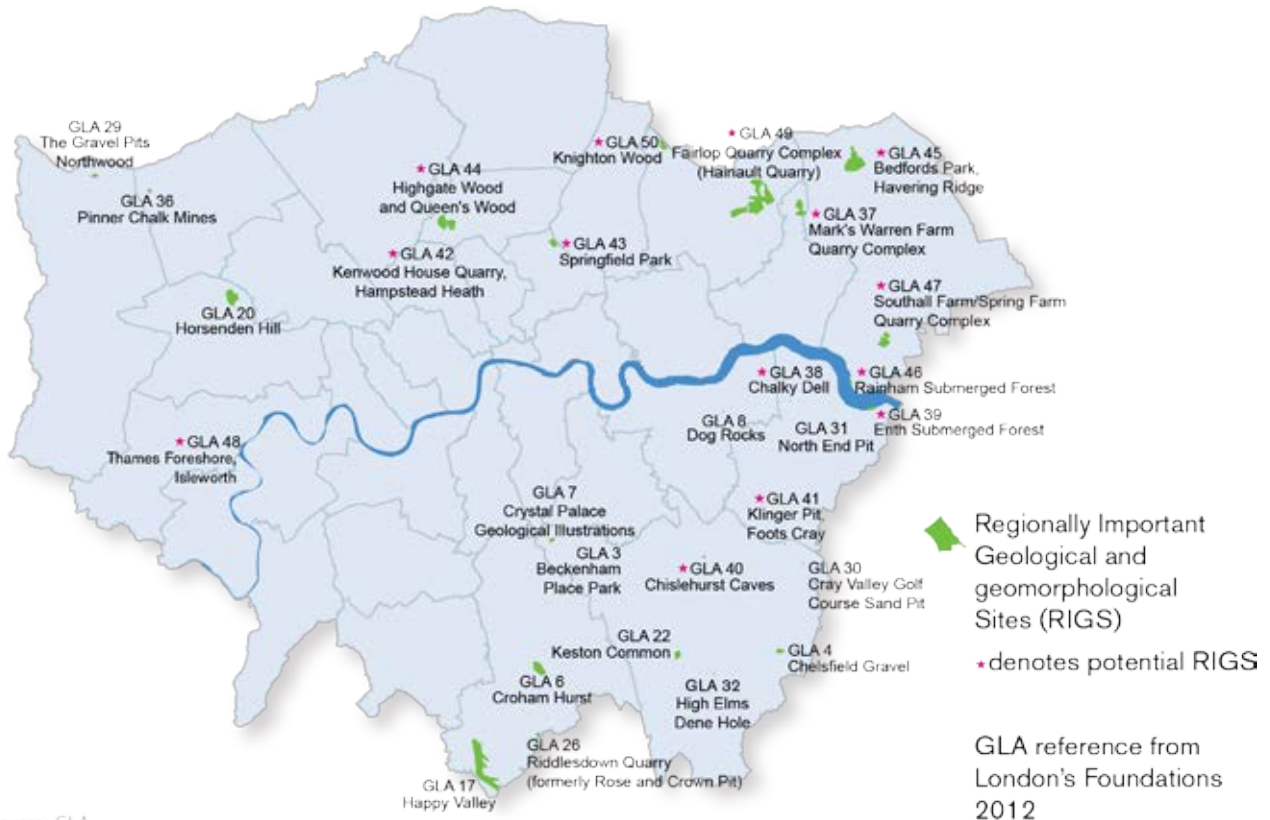 GLA 29
The Gravel Pits
Northwood
GLA 36
Pinner Chalk Mines
★GLA 44
Highgate Wood
and Queen's Wood
★GLA 50
Knighton Wood
★GLA 49
Fairlop Quarry Complex
(Hainault Quarry)
★GLA 45
Bedfords Park,
Havering Ridge
★GLA 37
Mark's Warren Farm
Quarry Complex
★GLA 42
Kenwood House Quarry,
Hampstead Heath
★GLA 43
Springfield Park
GLA 20
Horsenden Hill
★GLA 47
Southall Farm/Spring Farm
Quarry Complex
★GLA 38
Chalky Dell
★GLA 46
Rainham Submerged Forest
★GLA 39
Enth Submerged Forest
GLA 8
Dog Rocks
GLA 31
North End Pit
★GLA 48
Thames Foreshore,
Isleworth
GLA 7
Crystal Palace
Geological Illustrations
★GLA 41
Klinger Pit,
Foots Cray
GLA 3
Beckenham
Place Park
★GLA 40
Chislehurst Caves
GLA 30
Cray Valley Golf
Course Sand Pit
GLA 22
Keston Common
GLA 4
Chelsfield Gravel
GLA 6
Croham Hurst
GLA 32
High Elms
Dene Hole
GLA 26
Riddlesdown Quarry
(formerly Rose and Crown Pit)
GLA 17
Happy Valley
Regionally Important
Geological and
geomorphological
Sites (RIGS)
★denotes potential RIGS
GLA reference from
London's Foundations
2012